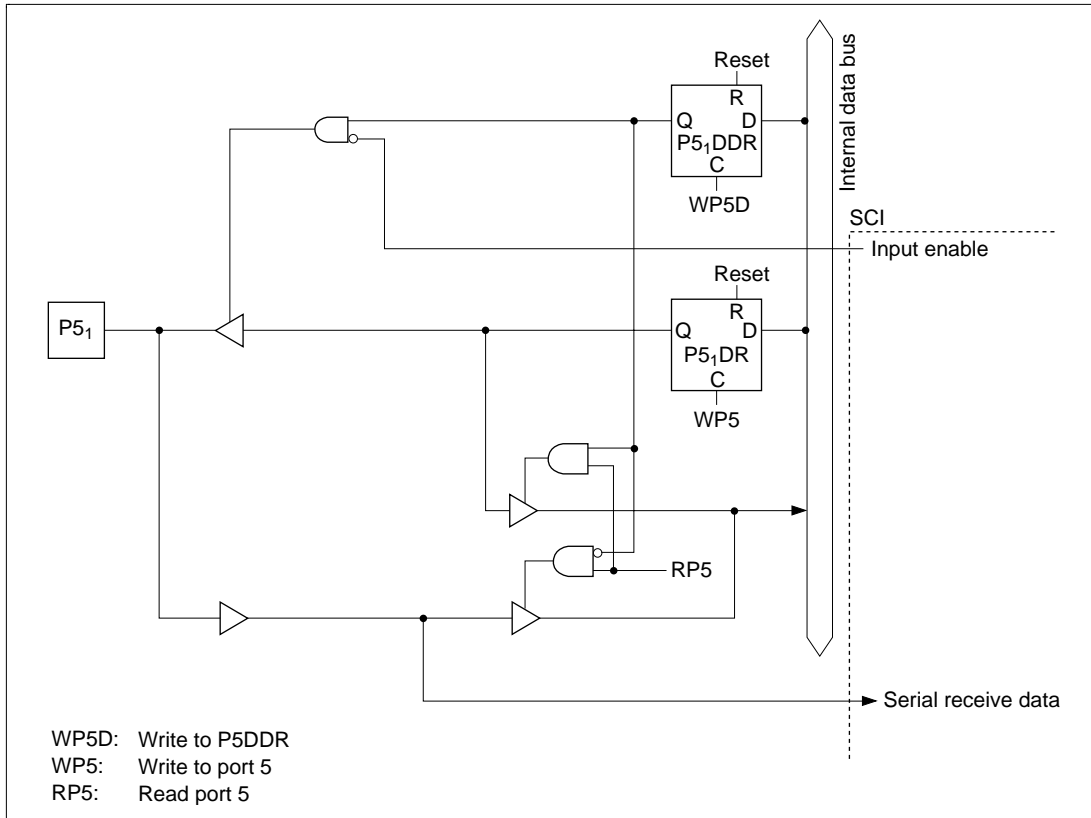 Reset
R
Q D
P5₁DDR
C
WP5D
Internal data bus
SCI
Input enable
Reset
R
P5₁
Q D
P5₁DR
C
WP5
RP5
Serial receive data
WP5D: Write to P5DDR
WP5: Write to port 5
RP5: Read port 5